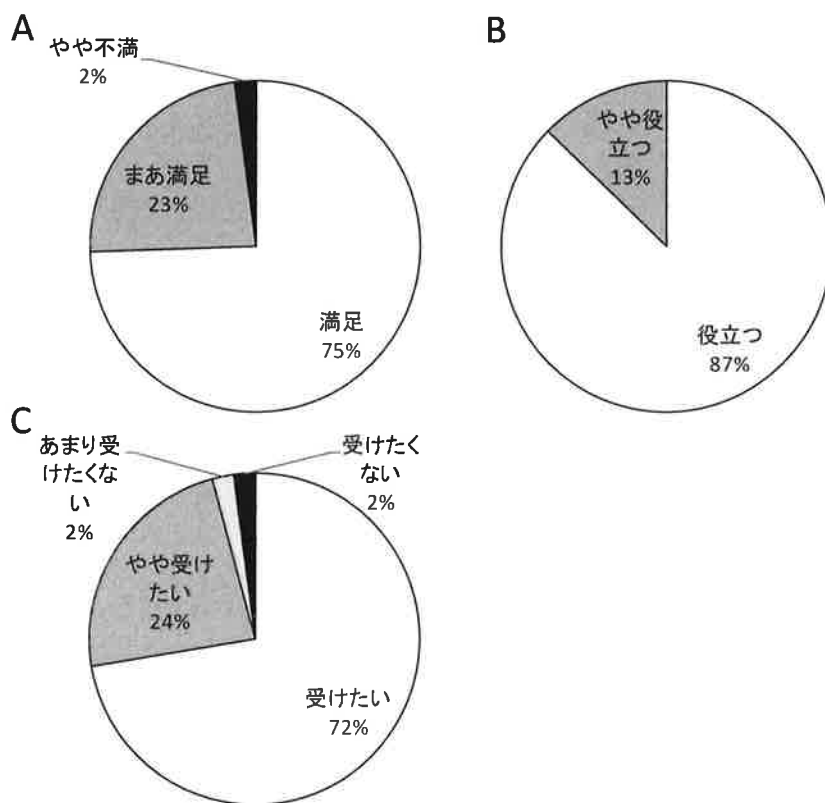 A
やや不満
2%
まあ満足
23%
満足
75%
B
やや役
立つ
13%
役立つ
87%
C
あまり受
けたくな
い
2%
受けたく
ない
2%
やや受け
たい
24%
受けたい
72%